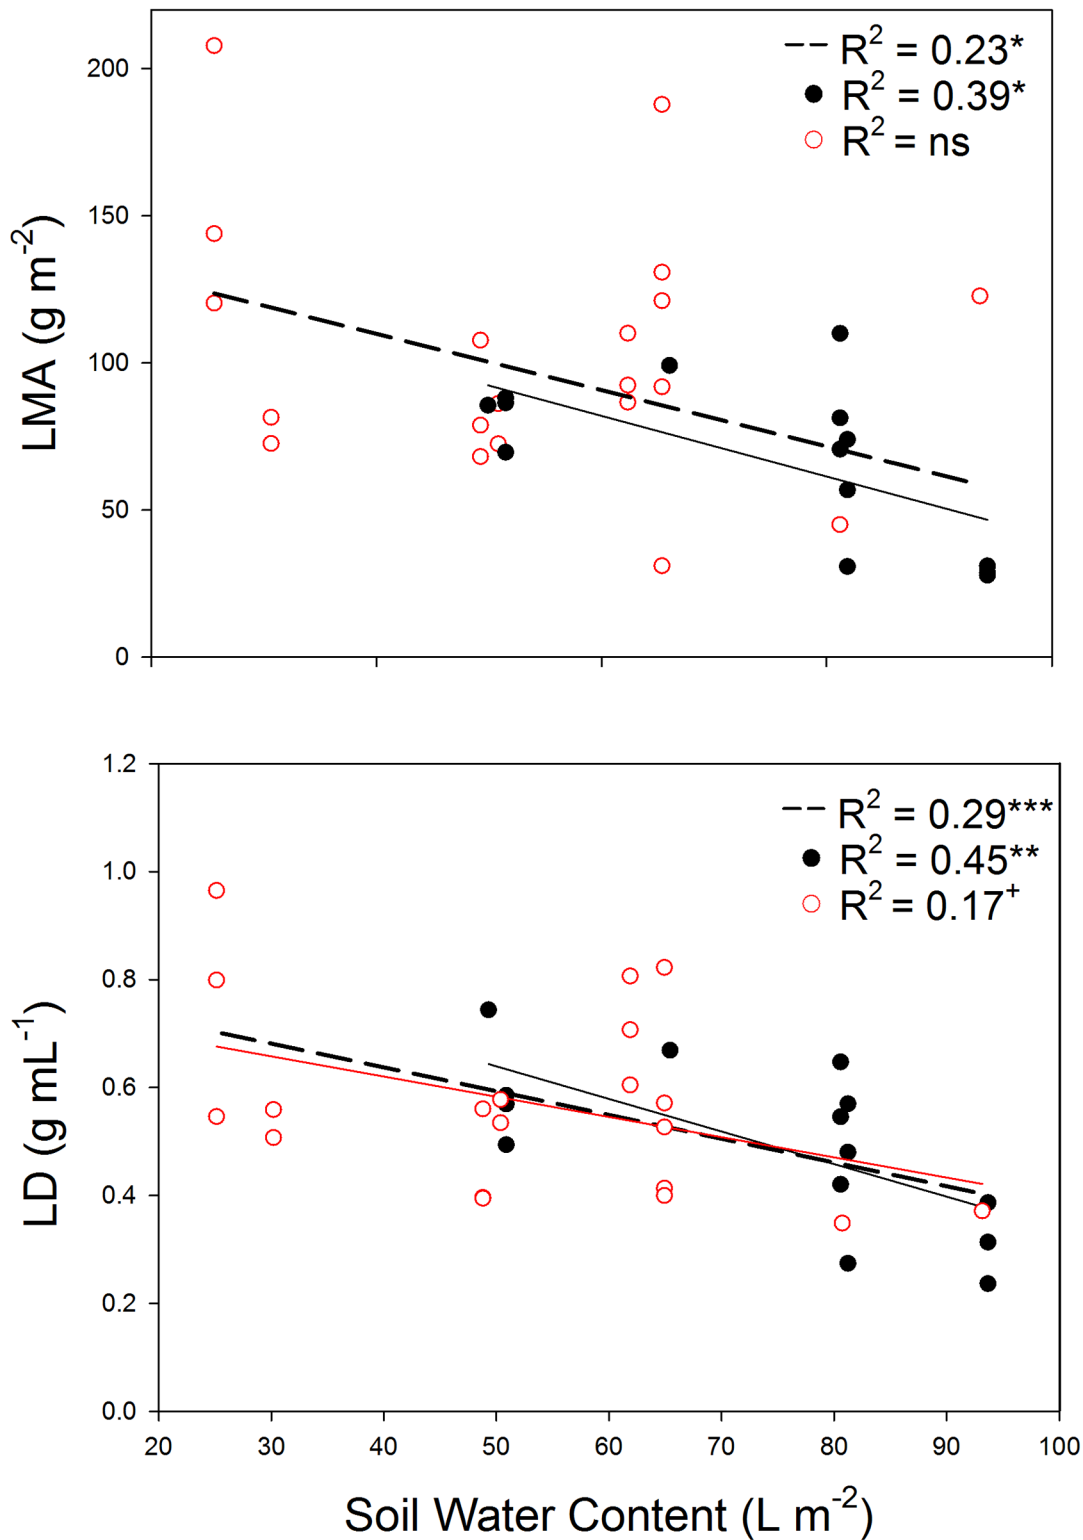 R² = 0.23*
R² = 0.39*
R² = ns
200
150
100
50
0
LMA (g m⁻²)
R² = 0.29***
R² = 0.45**
R² = 0.17⁺
1.2
1.0
0.8
0.6
0.4
0.2
0.0
LD (g mL⁻¹)
20 30 50 60 70 80 90 100
Soil Water Content (L m⁻²)